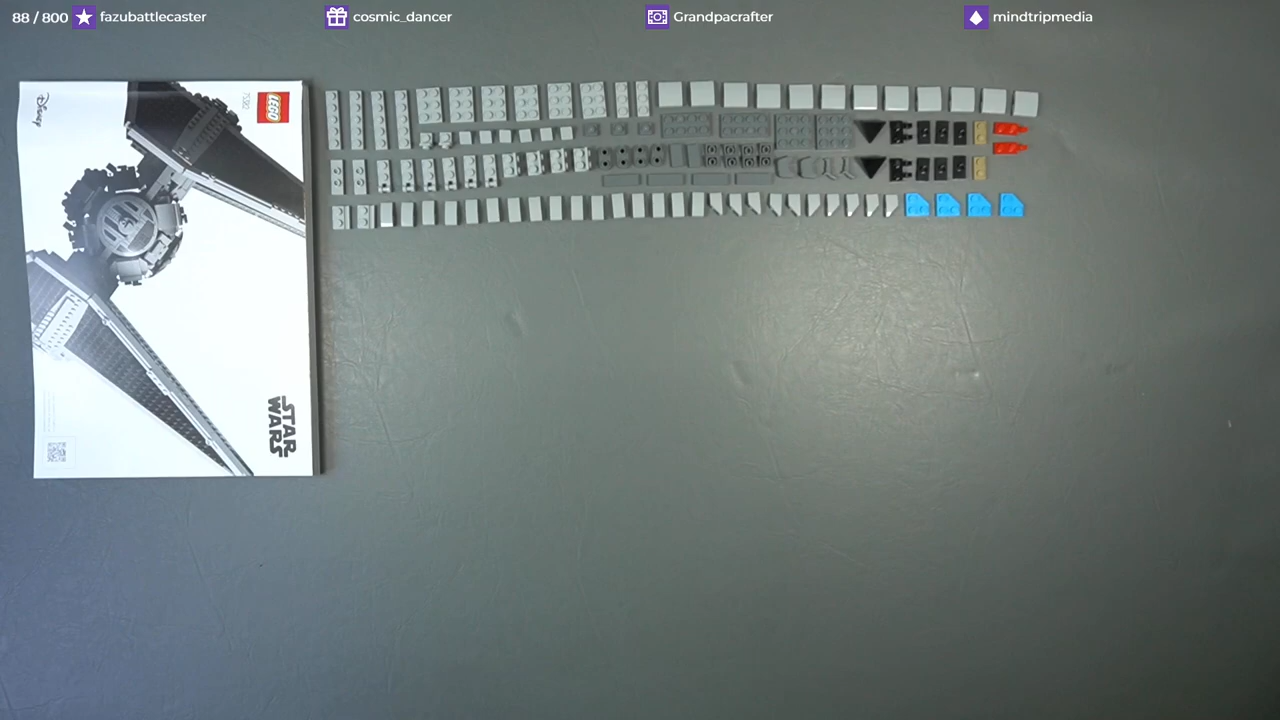 88 / 800 fazubattlecaster cosmic_dancer Grandpacrafter mindtripmedia
LEGO
Disney
STAR
WARS